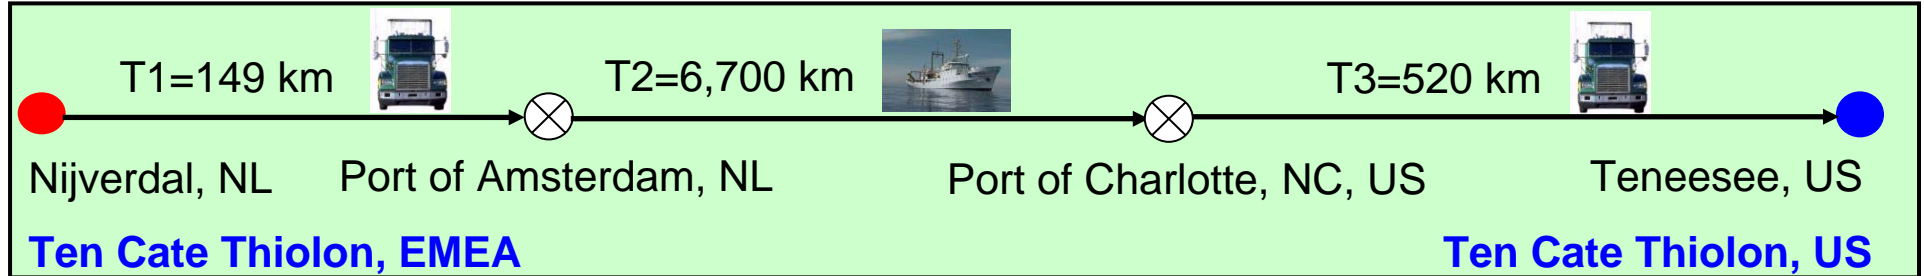 T1=149 km T2=6,700 km T3=520 km
Nijverdal, NL Port of Amsterdam, NL Port of Charlotte, NC, US Teneesee, US
Ten Cate Thiolon, EMEA Ten Cate Thiolon, US